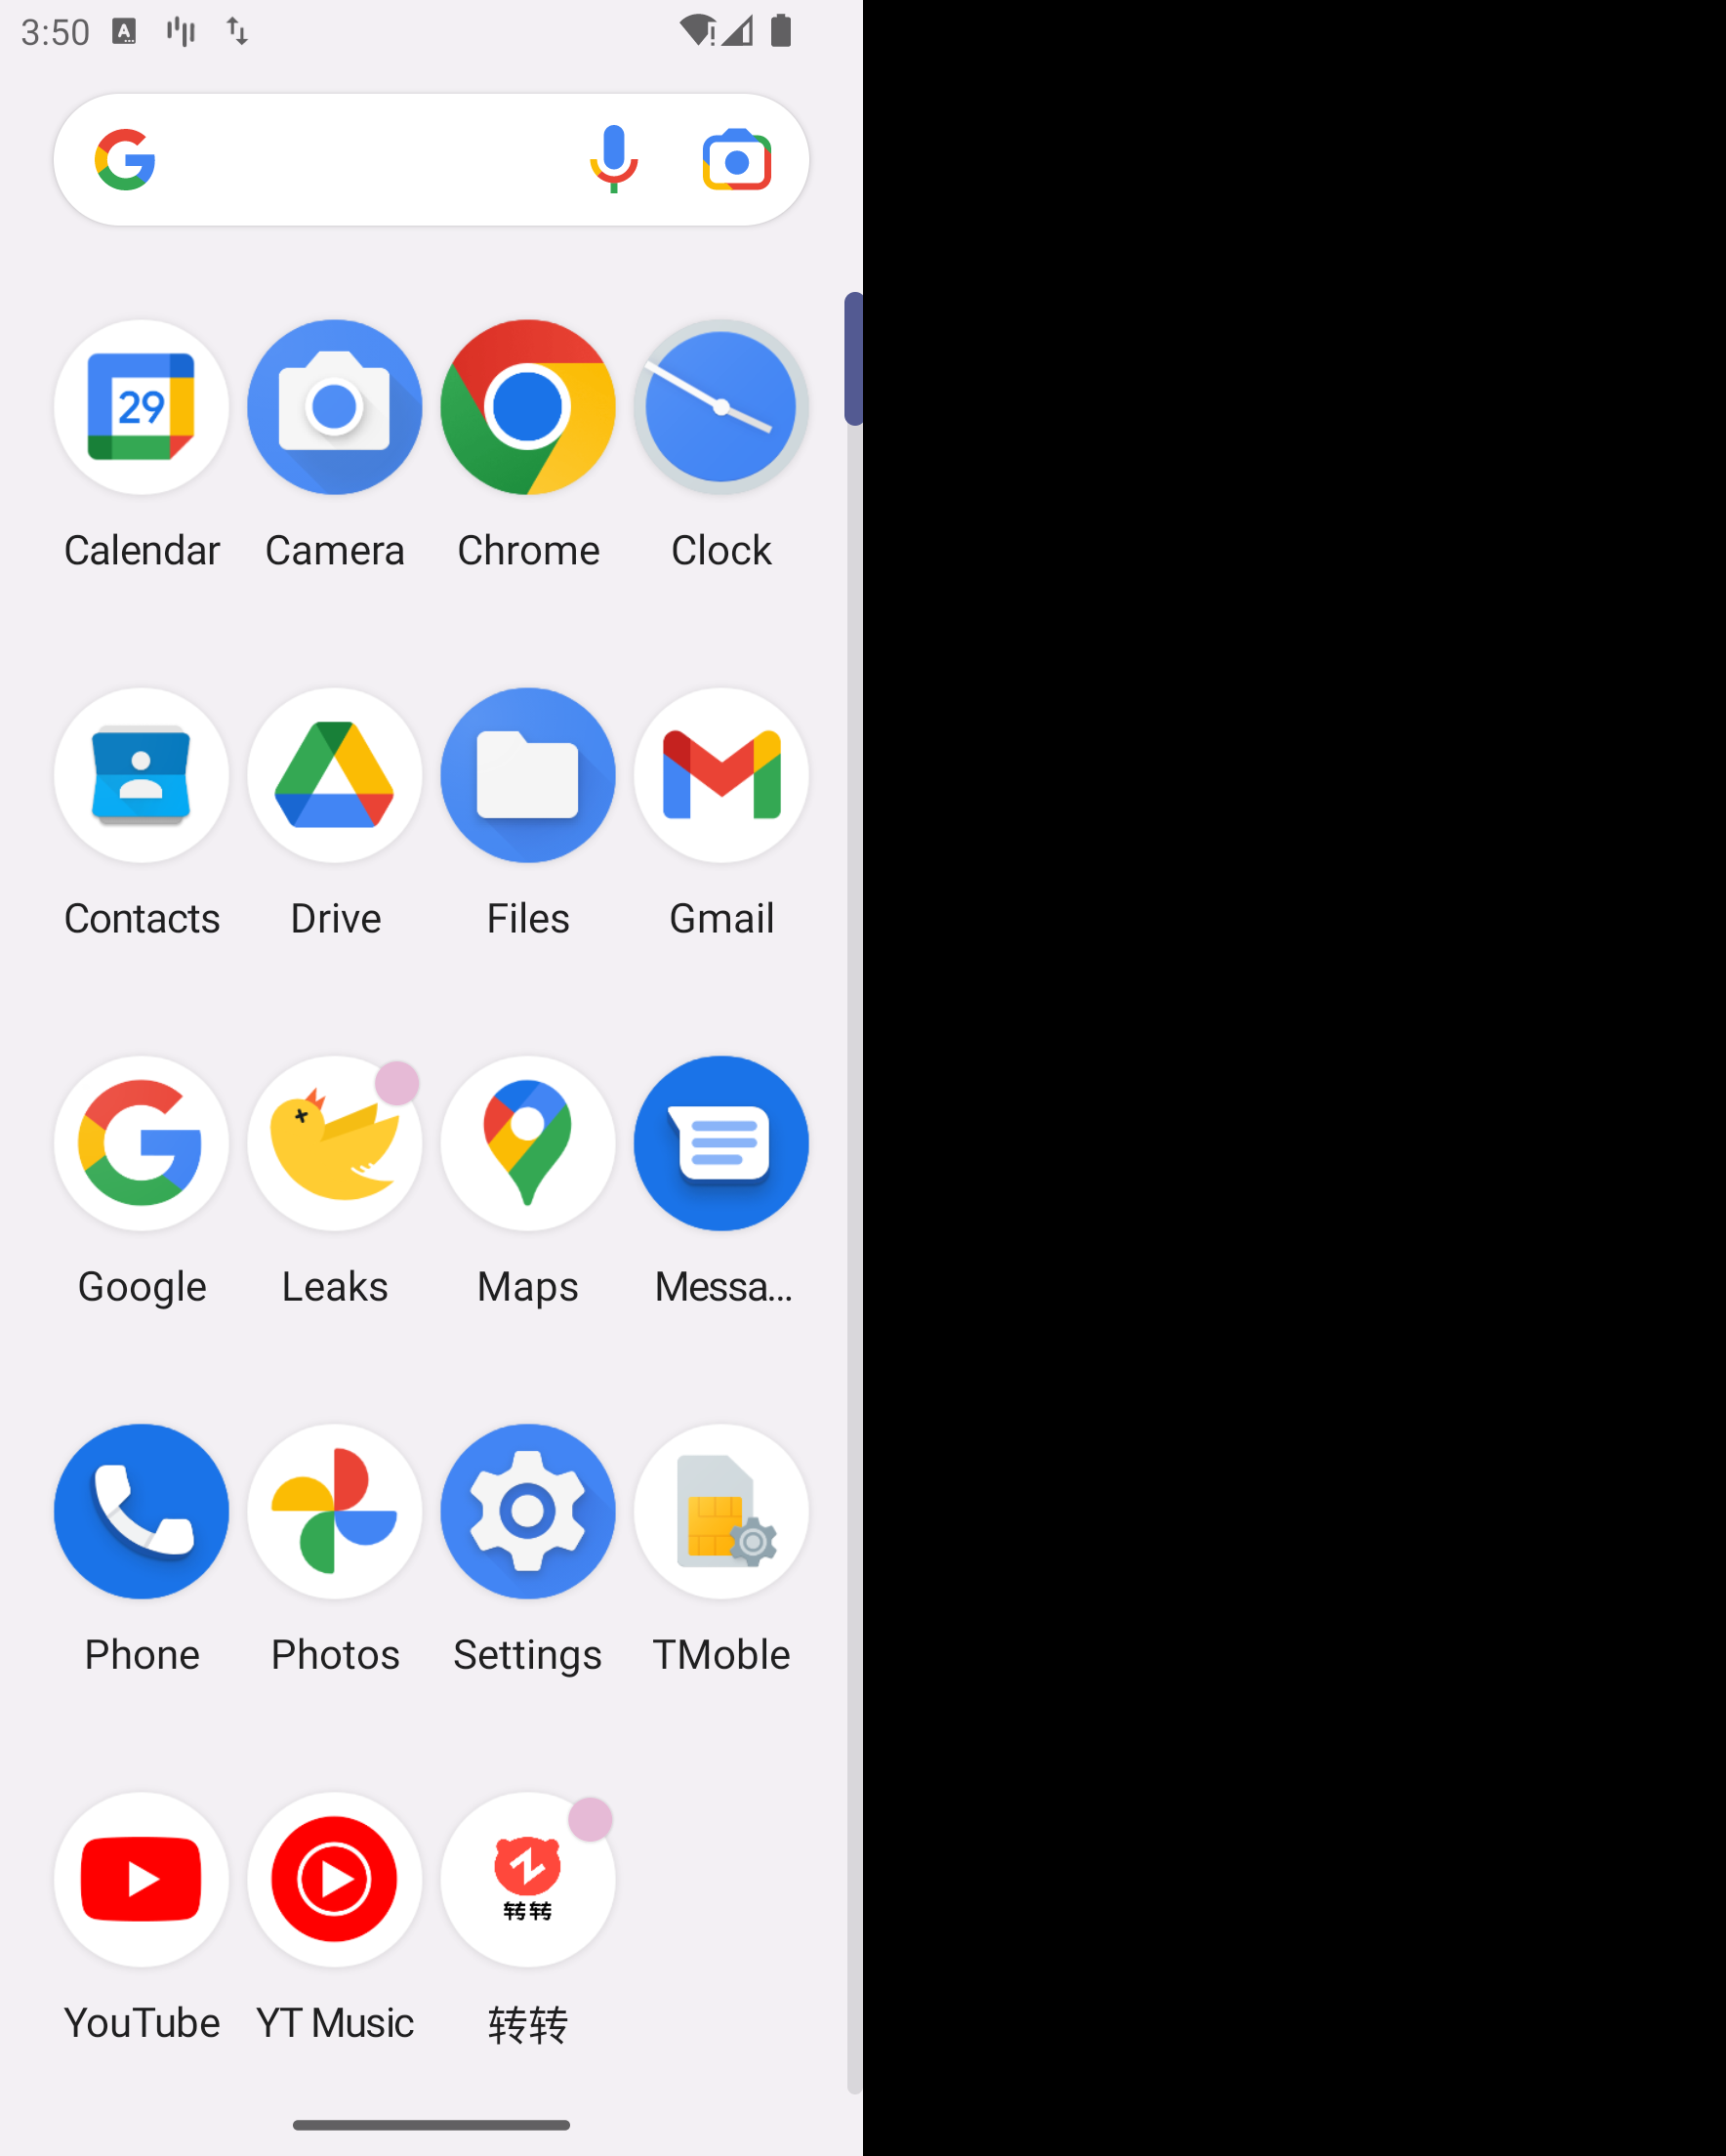 3:50
29
Calendar Camera Chrome Clock
Contacts Drive Files Gmail
Google Leaks Maps Messa...
Phone Photos Settings TMoble
转转
YouTube YT Music 转转